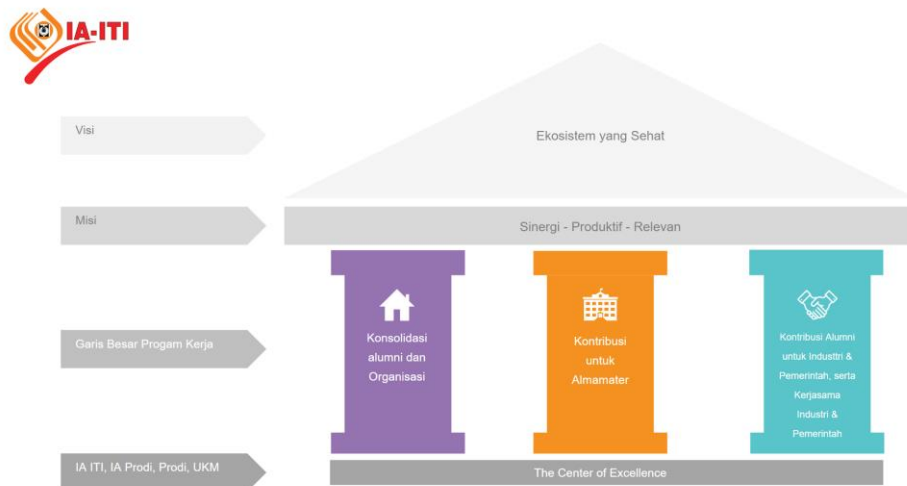 IA-ITI
Visi
Ekosistem yang Sehat
Misi
Sinergi - Produktif - Relevan
Garis Besar Progam Kerja
Konsolidasi
alumni dan
Organisasi
Kontribusi
untuk
Almamater
Kontribusi Alumni
untuk Industtri &
Pemerintah, serta
Kerjasama
Industri &
Pemerintah
IA ITI, IA Prodi, Prodi, UKM
The Center of Excellence